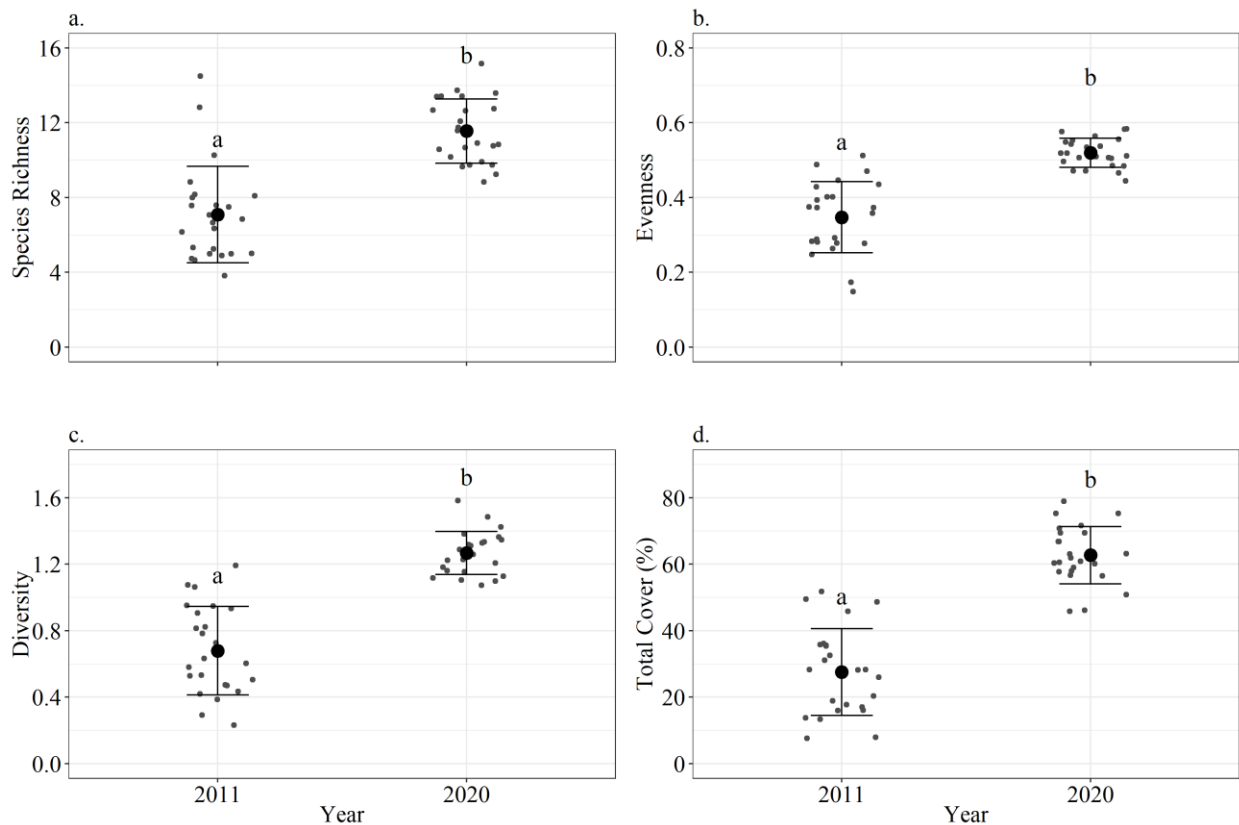 a.
Species Richness
16
12
8
4
0
a
b
b.
Evenness
0.8
0.6
0.4
0.2
0.0
a
b
c.
Diversity
1.6
1.2
0.8
0.4
0.0
a
b
2011
2020
Year
d.
Total Cover (%)
80
60
40
20
0
a
b
2011
2020
Year